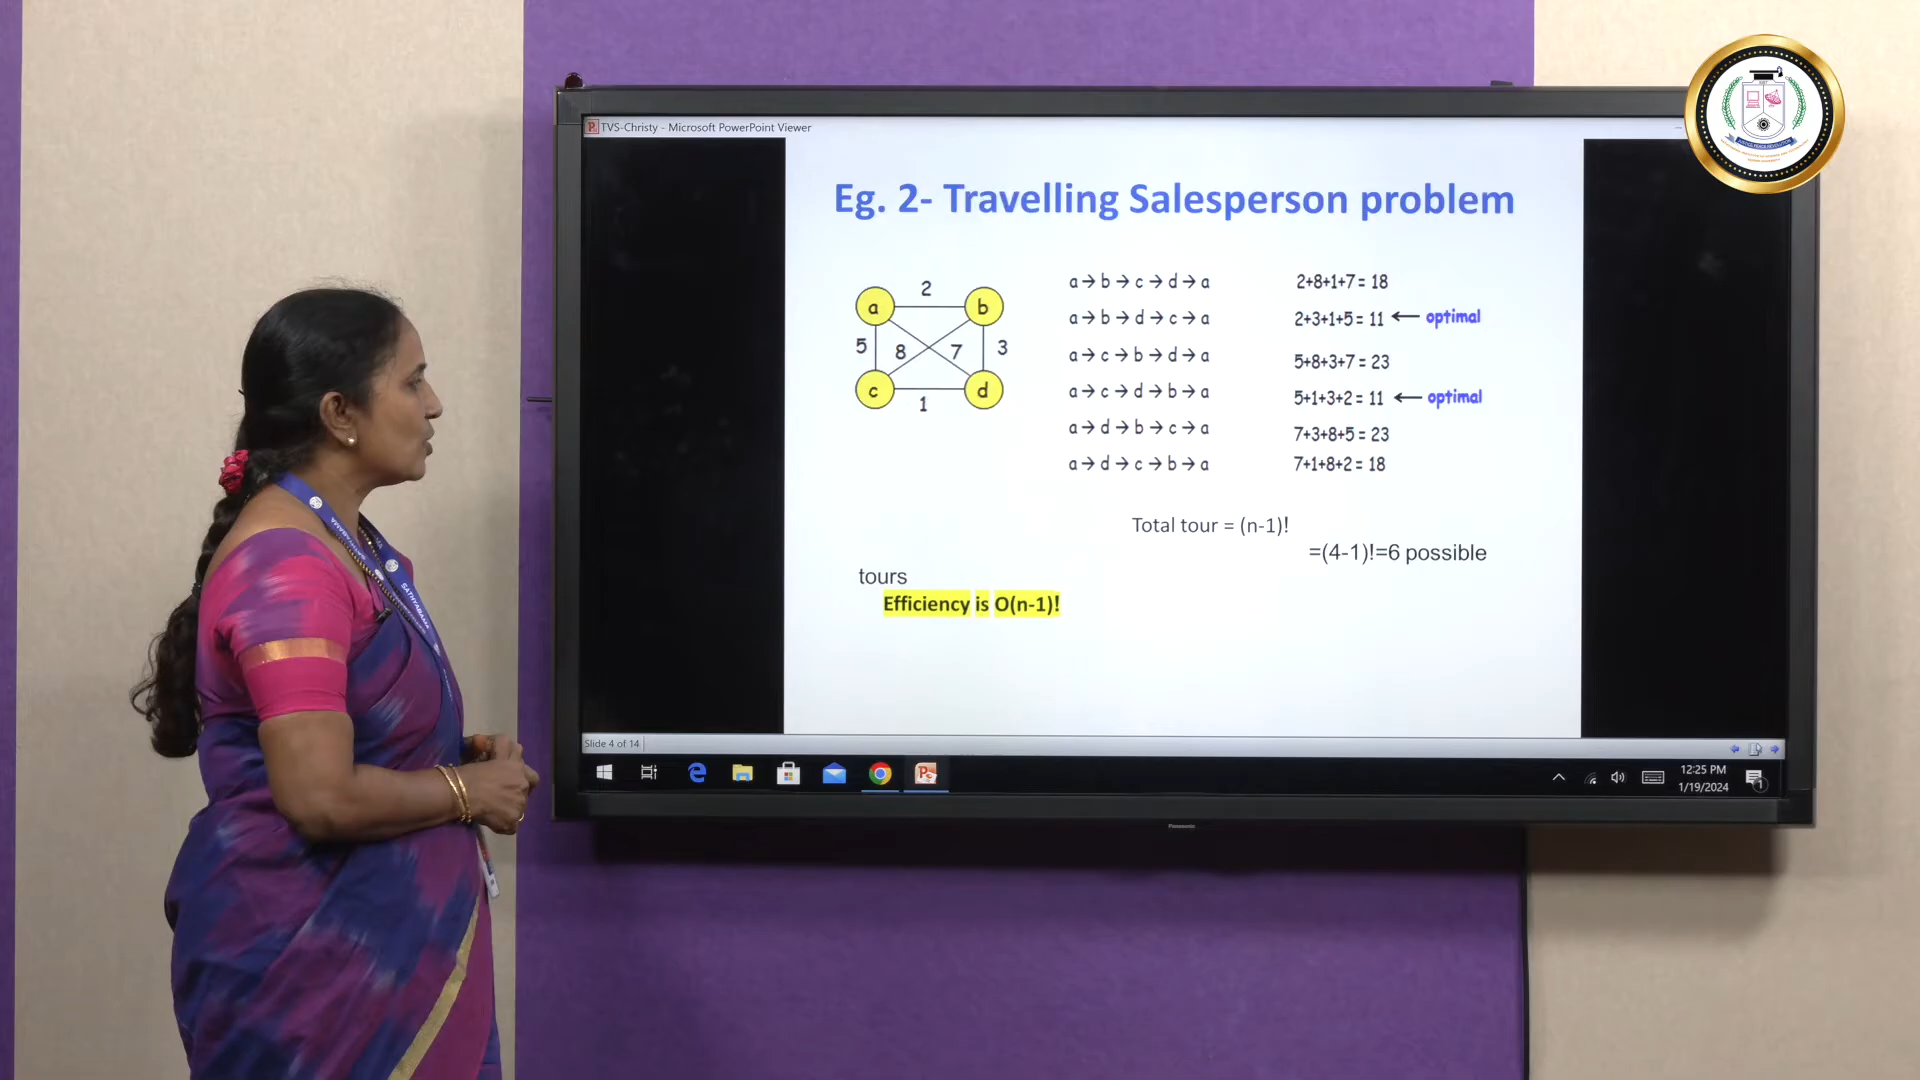 TVS-Christy - Microsoft PowerPoint Viewer
Eg. 2- Travelling Salesperson problem
a → b → c → d → a 2+8+1+7 = 18
a → b → d → c → a 2+3+1+5 = 11 ← optimal
a → c → b → d → a 5+8+3+7 = 23
a → c → d → b → a 5+1+3+2 = 11 ← optimal
a → d → b → c → a 7+3+8+5 = 23
a → d → c → b → a 7+1+8+2 = 18
2
a b
5 8 7 3
c d
1
Total tour = (n-1)!
=(4-1)!=6 possible
tours
Efficiency is O(n-1)!
Slide 4 of 14
12:25 PM
1/19/2024
1
Panasonic
SATHYABAMA